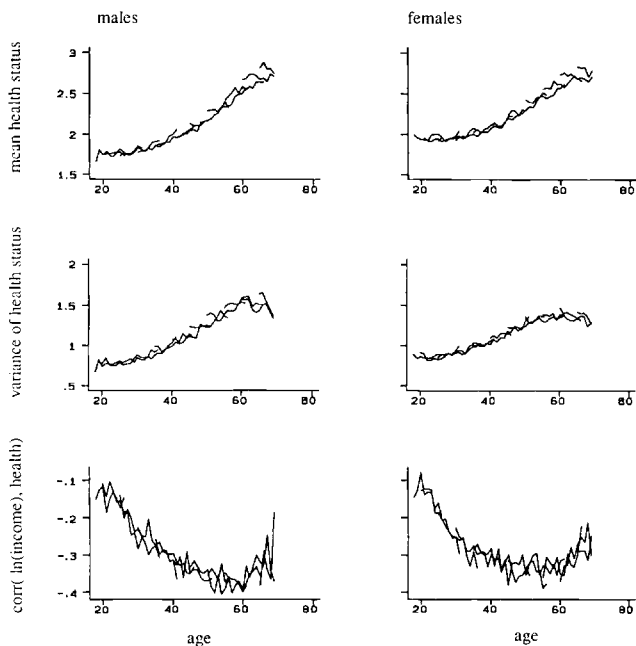 males
females
mean health status
3
2.5
2
1.5
20 40 60 80
20 40 60 80
variance of health status
2
1.5
1
.5
20 40 60 80
20 40 60 80
corr( ln(income), health)
-.1
-.2
-.3
-.4
20 40 60 80
20 40 60 80
age
age